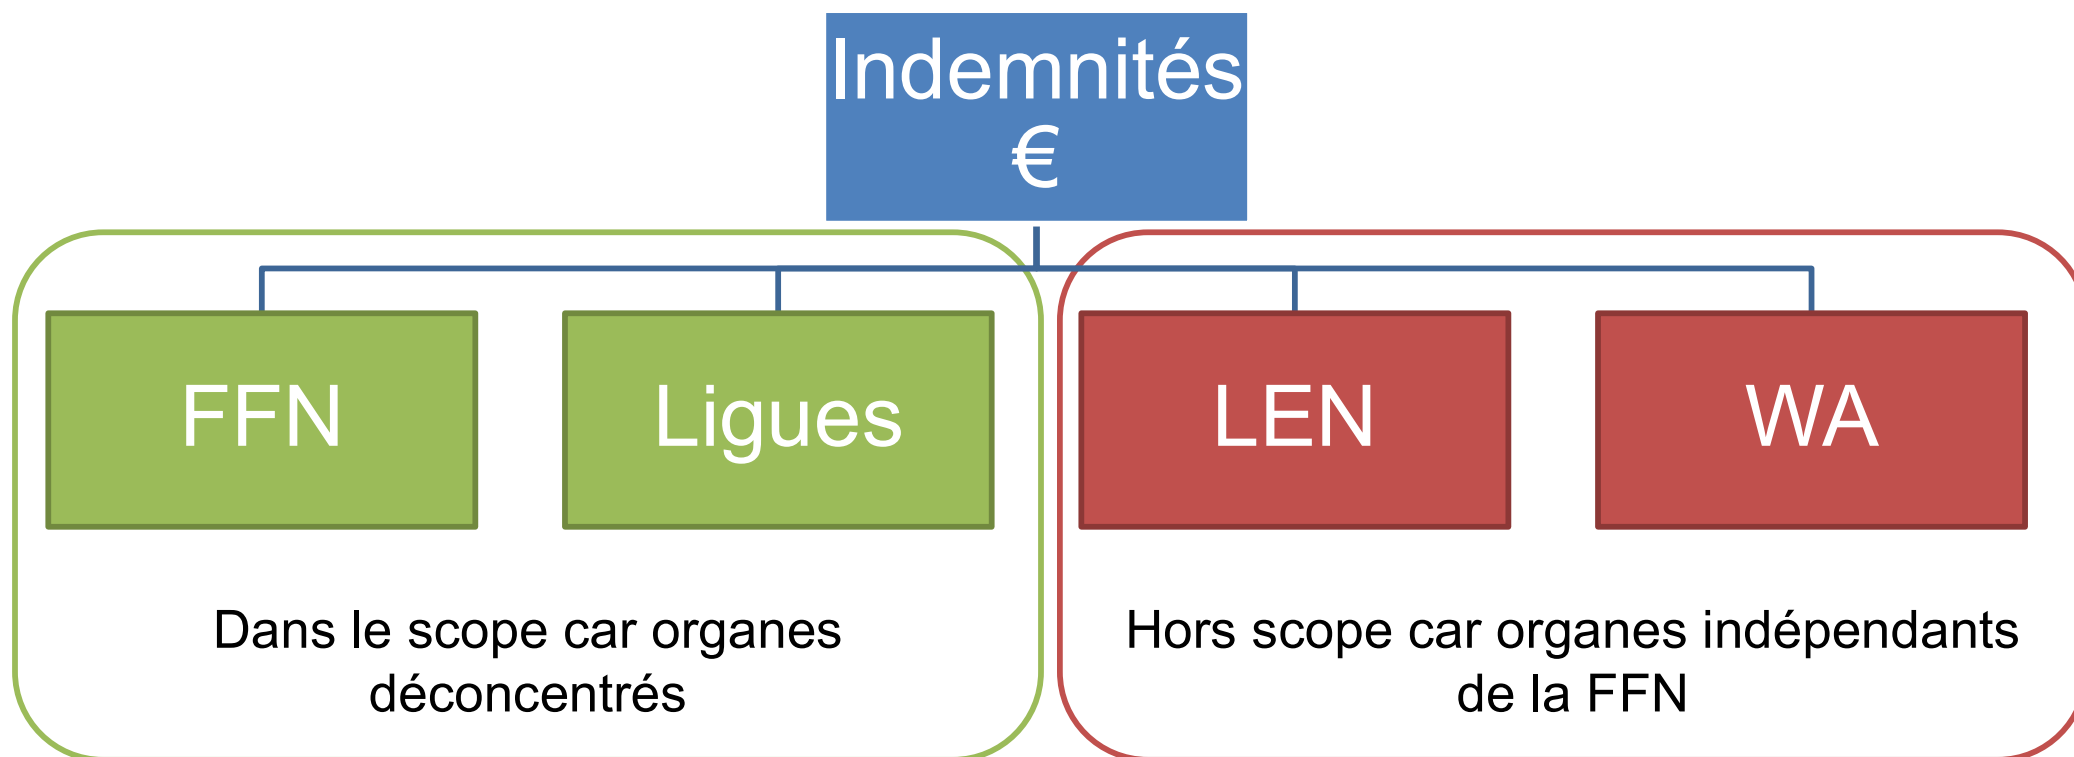 Indemnités
€
FFN
Ligues
LEN
WA
Dans le scope car organes
déconcentrés
Hors scope car organes indépendants
de la FFN